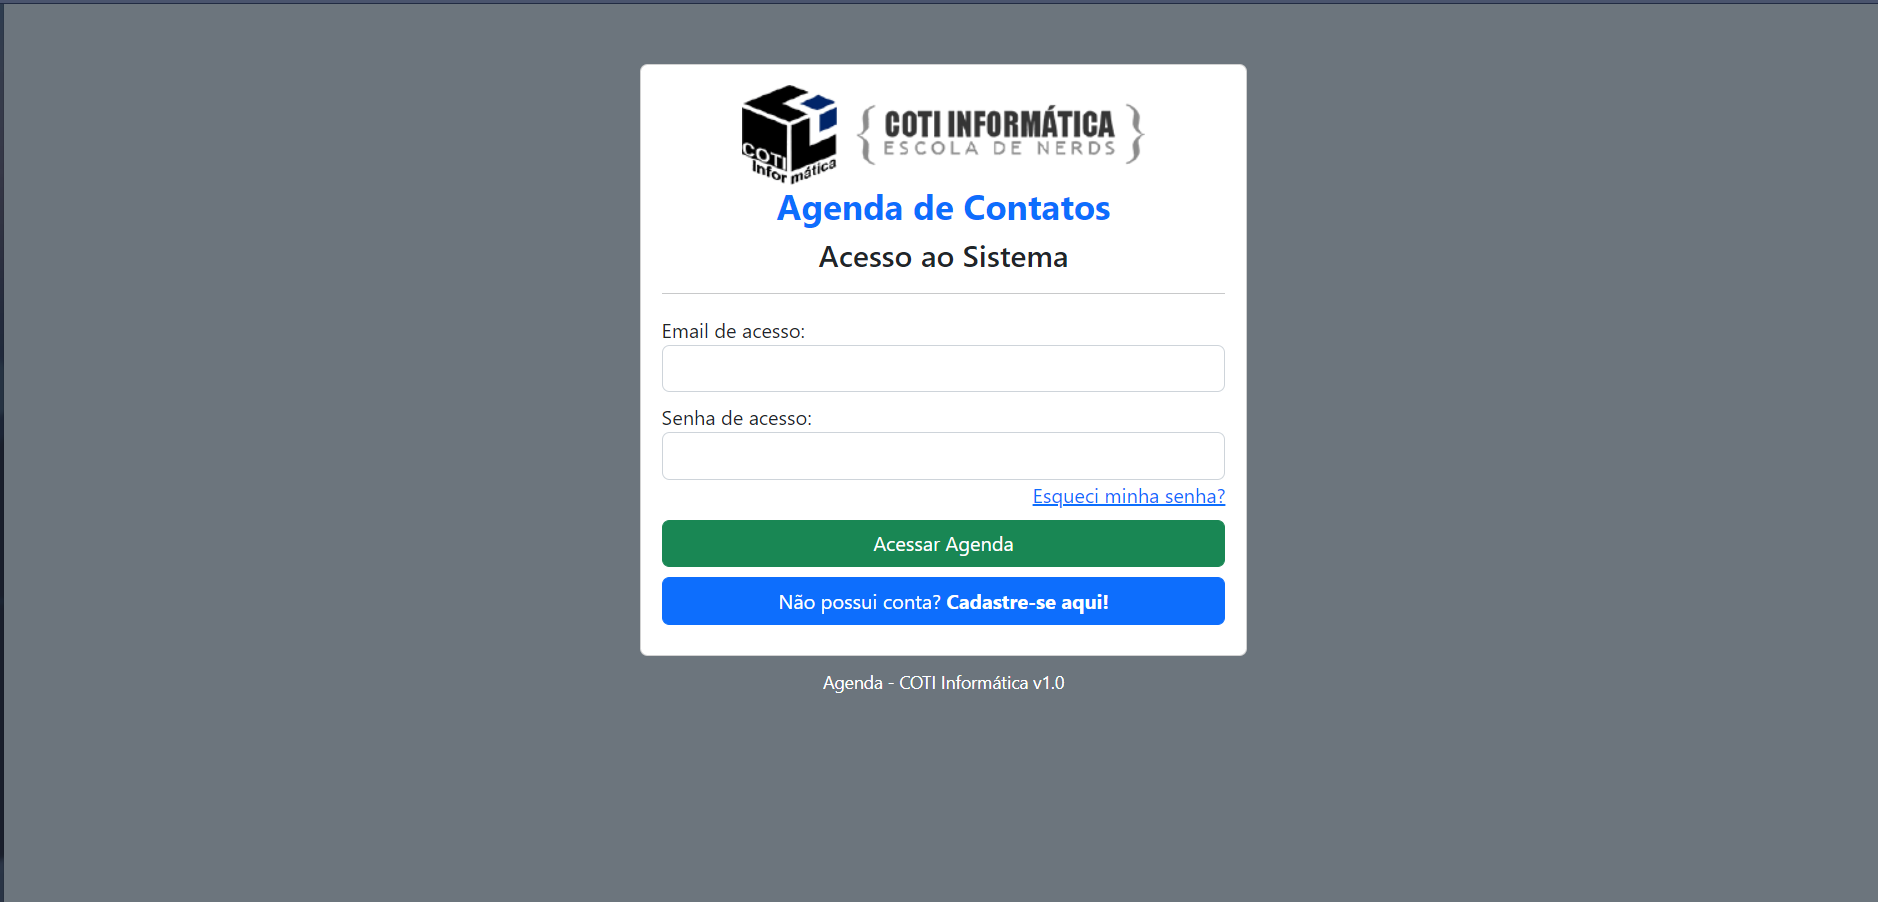 COTI
Informática
{ COTI INFORMÁTICA }
ESCOLA DE NERDS
Agenda de Contatos
Acesso ao Sistema
Email de acesso:
Senha de acesso:
Esqueci minha senha?
Acessar Agenda
Não possui conta? Cadastre-se aqui!
Agenda - COTI Informática v1.0